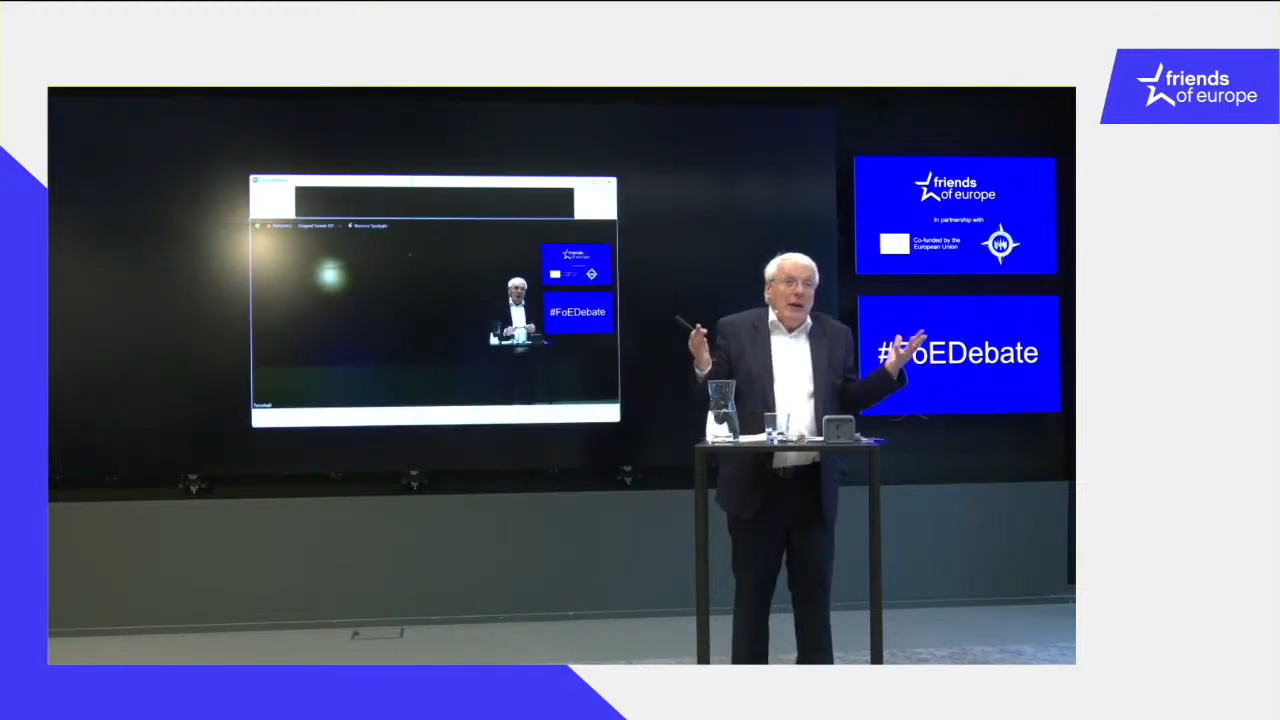 friends
of europe
friends
of europe
In partnership with
Co-funded by the
European Union
#FoEDebate
friends
of europe
#FoEDebate